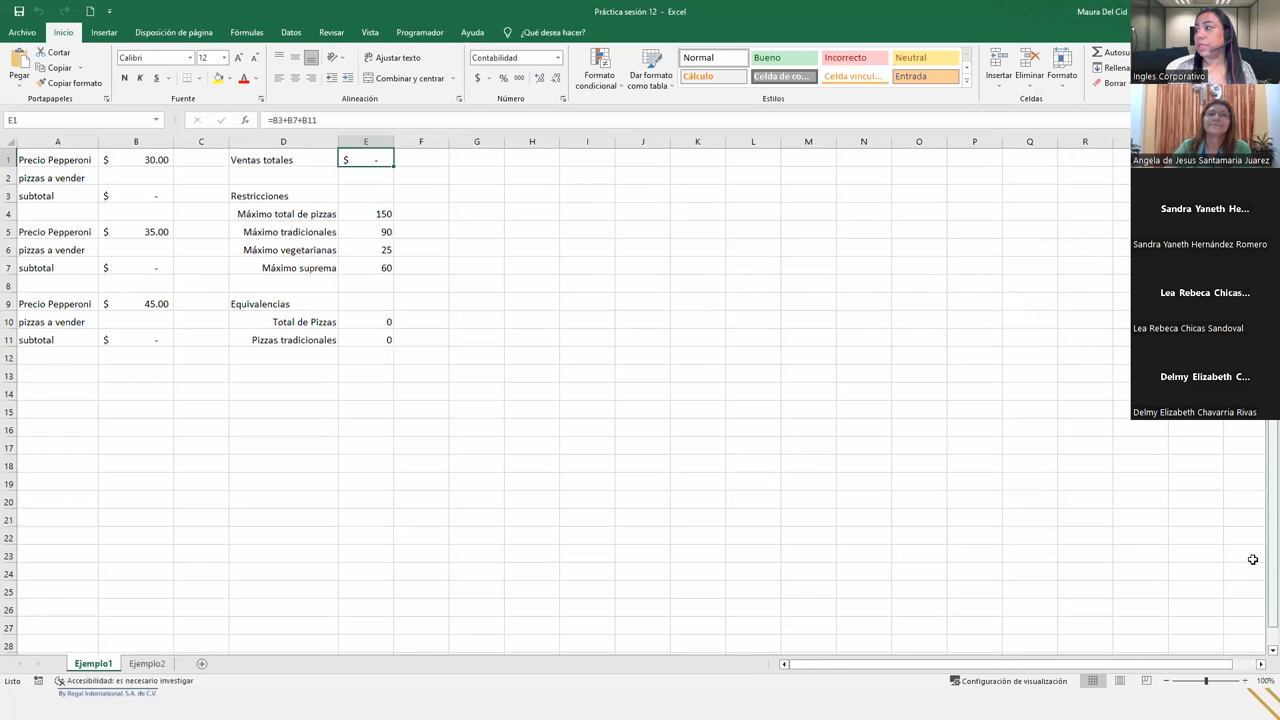 Práctica sesión 12 - Excel
Maura Del Cid
Archivo Inicio Insertar Disposición de página Fórmulas Datos Revisar Vista Programador Ayuda ¿Qué desea hacer?
Pegar
Cortar
Copiar
Copiar formato
Portapapeles
Calibri 12
N K S
Fuente
Ajustar texto
Combinar y centrar
Alineación
Contabilidad
$ % 000
Número
Formato condicional
Dar formato como tabla
Normal Bueno Incorrecto Neutral
Cálculo Celda de co... Celda vincul... Entrada
Estilos
Insertar Eliminar Formato
Celdas
Autosu
Rellena
Borrar
E1 fx =B3+B7+B11
A B C D E F G H I J K L M N O P Q R
1 Precio Pepperoni $ 30.00 Ventas totales $ -
2 pizzas a vender
3 subtotal $ - Restricciones
4 Máximo total de pizzas 150
5 Precio Pepperoni $ 35.00 Máximo tradicionales 90
6 pizzas a vender Máximo vegetarianas 25
7 subtotal $ - Máximo suprema 60
8
9 Precio Pepperoni $ 45.00 Equivalencias
10 pizzas a vender Total de Pizzas 0
11 subtotal $ - Pizzas tradicionales 0
12
13
14
15
16
17
18
19
20
21
22
23
24
25
26
27
28
Ejemplo1 Ejemplo2
Listo Accesibilidad: es necesario investigar Configuración de visualización 100%
By Regal International, S.A. de C.V.
Ingles Corporativo
Angela de Jesus Santamaria Juarez
Sandra Yaneth He...
Sandra Yaneth Hernández Romero
Lea Rebeca Chicas...
Lea Rebeca Chicas Sandoval
Delmy Elizabeth C...
Delmy Elizabeth Chavarria Rivas